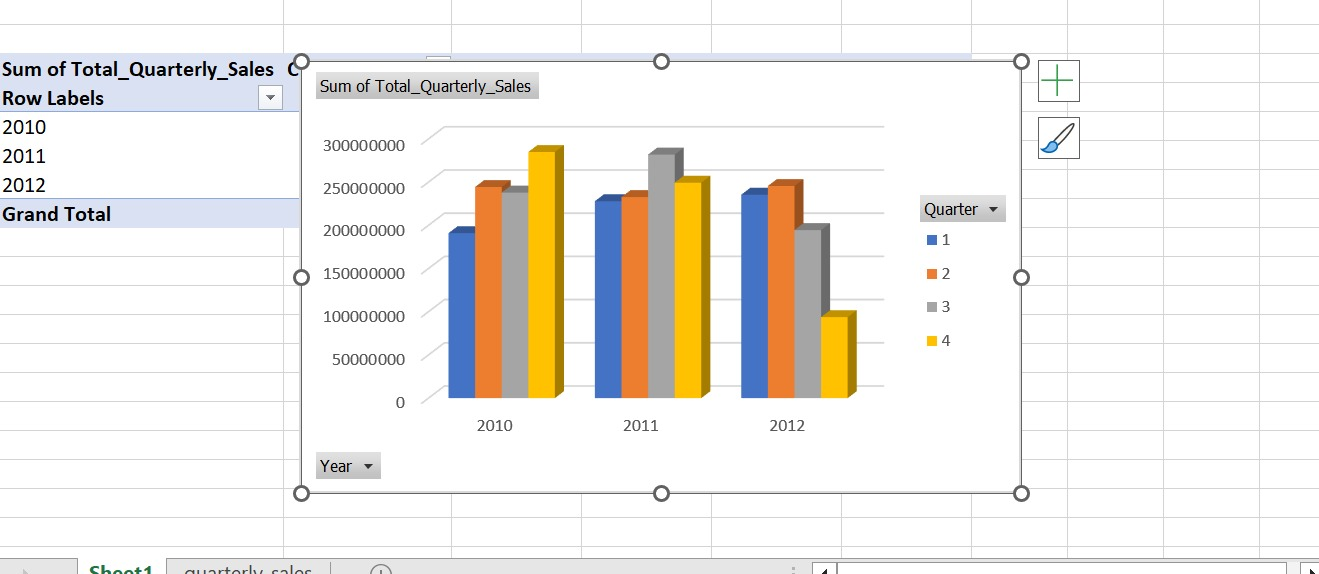 Sum of Total_Quarterly_Sales C
Row Labels
2010
2011
2012
Grand Total
Sum of Total_Quarterly_Sales
300000000
250000000
200000000
150000000
100000000
50000000
0
2010 2011 2012
Quarter
1
2
3
4
Year
Sheet1 quarterly_sales